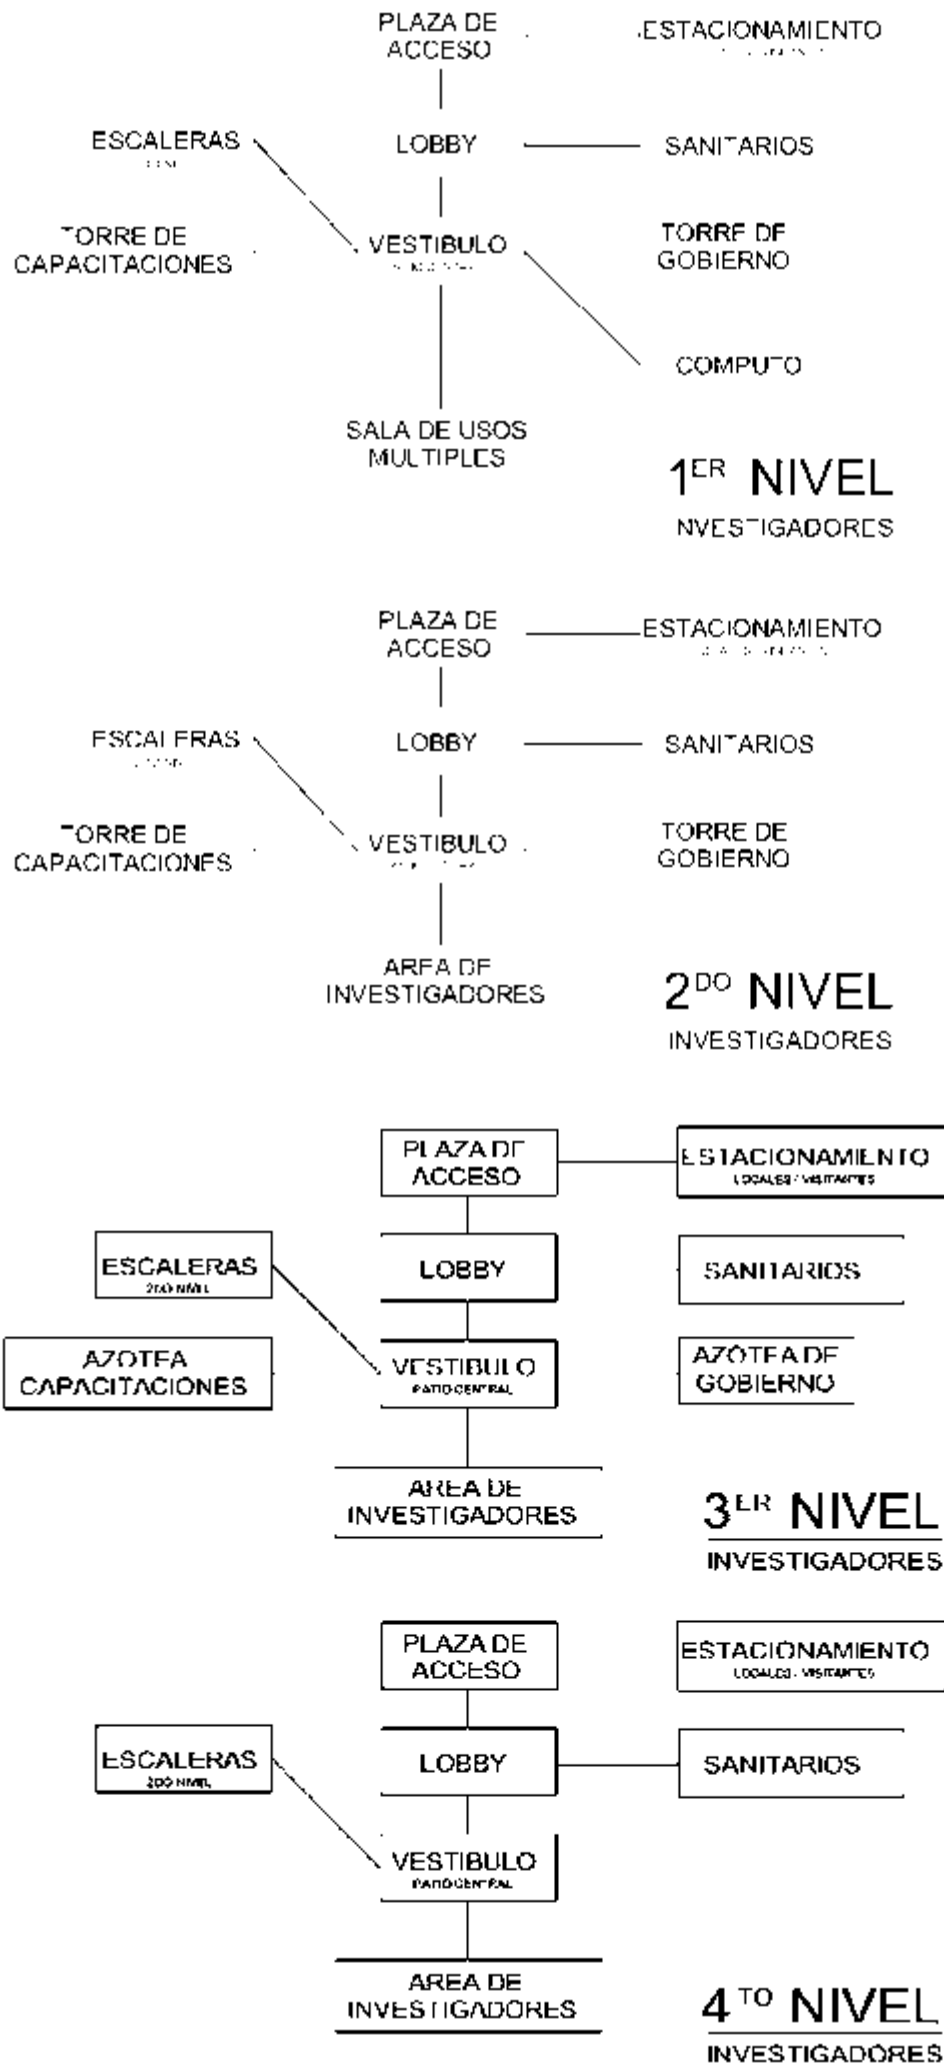 PLAZA DE
ACCESO
ESTACIONAMIENTO
ESCALERAS
LOBBY
SANITARIOS
TORRE DE
CAPACITACIONES
VESTIBULO
TORRE DE
GOBIERNO
COMPUTO
SALA DE USOS
MULTIPLES
1ER NIVEL
NVESTIGADORES
PLAZA DE
ACCESO
ESTACIONAMIENTO
ESCALERAS
LOBBY
SANITARIOS
TORRE DE
CAPACITACIONES
VESTIBULO
TORRE DE
GOBIERNO
AREA DE
INVESTIGADORES
2DO NIVEL
INVESTIGADORES
PLAZA DE
ACCESO
ESTACIONAMIENTO
LOCALES / VISITANTES
ESCALERAS
2DO NIVEL
LOBBY
SANITARIOS
AZOTEA
CAPACITACIONES
VESTIBULO
PATIO CENTRAL
AZOTEA DE
GOBIERNO
AREA DE
INVESTIGADORES
3ER NIVEL
INVESTIGADORES
PLAZA DE
ACCESO
ESTACIONAMIENTO
LOCALES / VISITANTES
ESCALERAS
2DO NIVEL
LOBBY
SANITARIOS
VESTIBULO
PATIO CENTRAL
AREA DE
INVESTIGADORES
4TO NIVEL
INVESTIGADORES